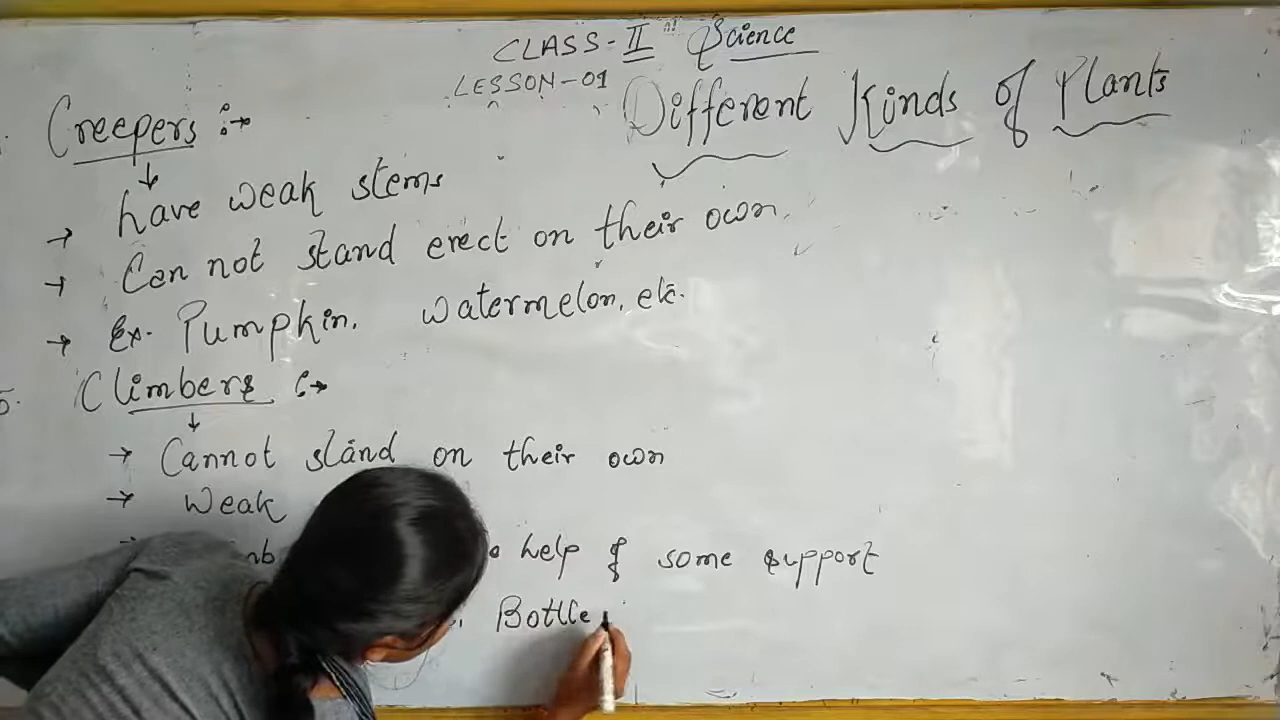 CLASS-II Science
LESSON-01
Different Kinds of Plants
Creepers :→
↓
→ have weak stems
→ Can not stand erect on their own.
→ Ex. Pumpkin, watermelon, etc.
5. Climbers :→
↓
→ Cannot stand on their own
→ Weak
help of some support
Bottle